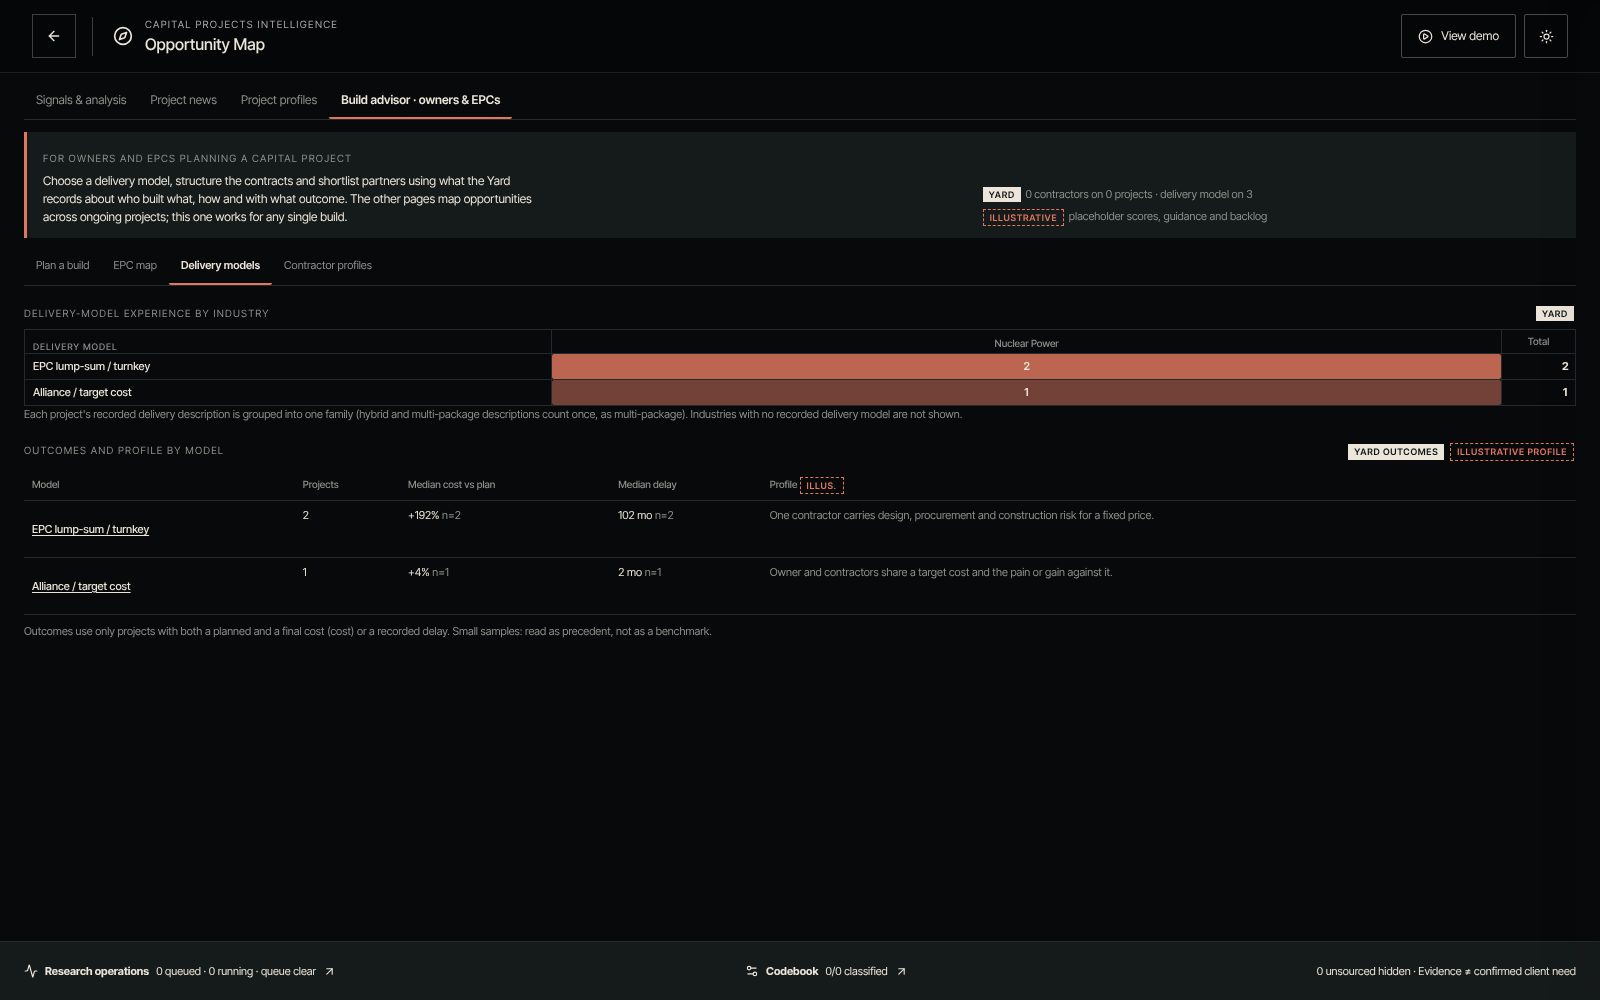 CAPITAL PROJECTS INTELLIGENCE
Opportunity Map
View demo
Signals & analysis
Project news
Project profiles
Build advisor · owners & EPCs
FOR OWNERS AND EPCS PLANNING A CAPITAL PROJECT
Choose a delivery model, structure the contracts and shortlist partners using what the Yard
records about who built what, how and with what outcome. The other pages map opportunities
across ongoing projects; this one works for any single build.
YARD 0 contractors on 0 projects · delivery model on 3
ILLUSTRATIVE placeholder scores, guidance and backlog
Plan a build
EPC map
Delivery models
Contractor profiles
DELIVERY-MODEL EXPERIENCE BY INDUSTRY
YARD
DELIVERY MODEL Nuclear Power Total
EPC lump-sum / turnkey 2 2
Alliance / target cost 1 1
Each project's recorded delivery description is grouped into one family (hybrid and multi-package descriptions count once, as multi-package). Industries with no recorded delivery model are not shown.
OUTCOMES AND PROFILE BY MODEL
YARD OUTCOMES ILLUSTRATIVE PROFILE
Model Projects Median cost vs plan Median delay Profile ILLUS.
EPC lump-sum / turnkey 2 +192% n=2 102 mo n=2 One contractor carries design, procurement and construction risk for a fixed price.
Alliance / target cost 1 +4% n=1 2 mo n=1 Owner and contractors share a target cost and the pain or gain against it.
Outcomes use only projects with both a planned and a final cost (cost) or a recorded delay. Small samples: read as precedent, not as a benchmark.
Research operations 0 queued · 0 running · queue clear
Codebook 0/0 classified
0 unsourced hidden · Evidence ≠ confirmed client need